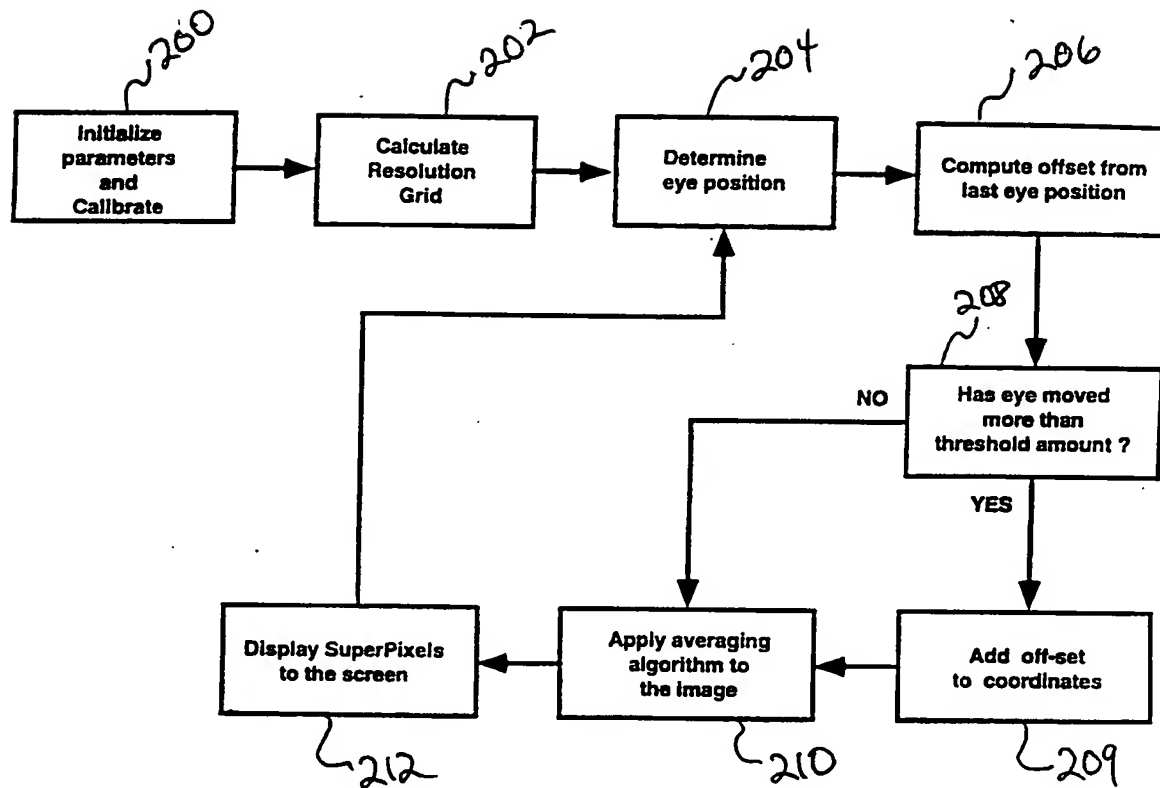 200
202
204
206
Initialize
parameters
and
Calibrate
Calculate
Resolution
Grid
Determine
eye position
Compute offset from
last eye position
208
NO
Has eye moved
more than
threshold amount ?
YES
Display SuperPixels
to the screen
Apply averaging
algorithm to
the image
Add off-set
to coordinates
212
210
209